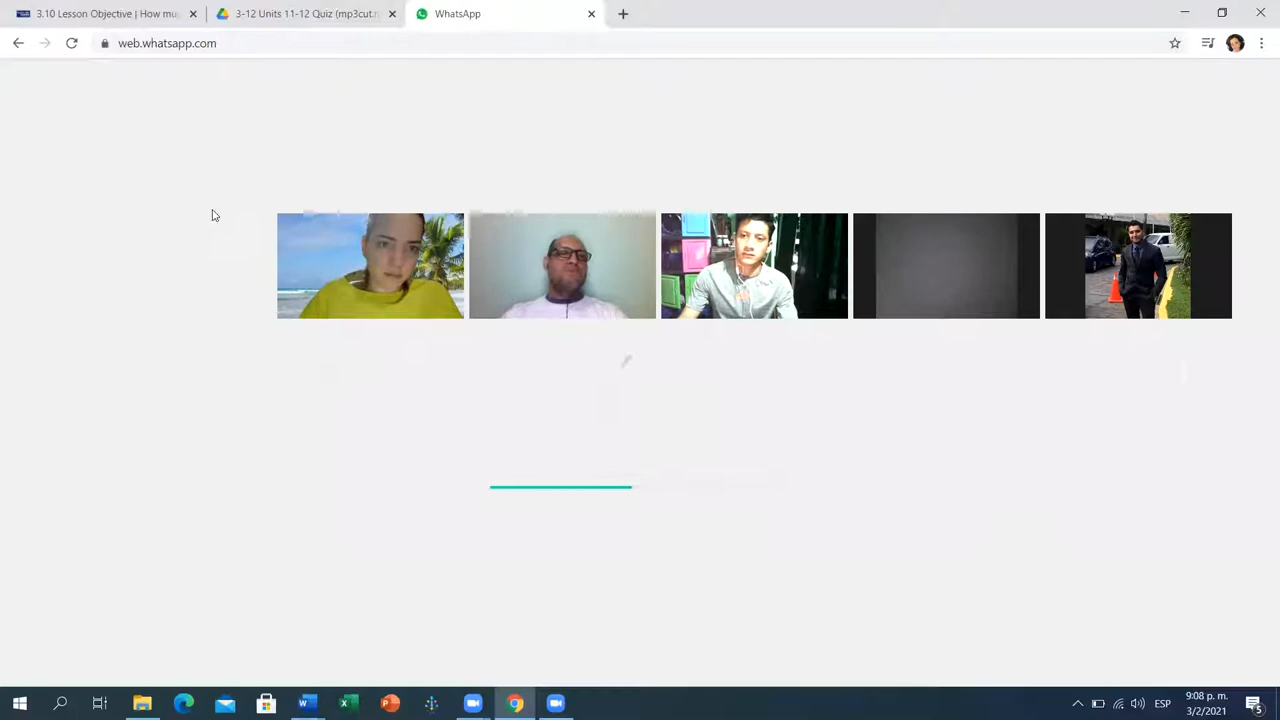 3.10 Lesson Objective | How mu
3-12 Units 11-12 Quiz (mp3cut.n
WhatsApp
web.whatsapp.com
ESP
9:08 p. m.
3/2/2021
5